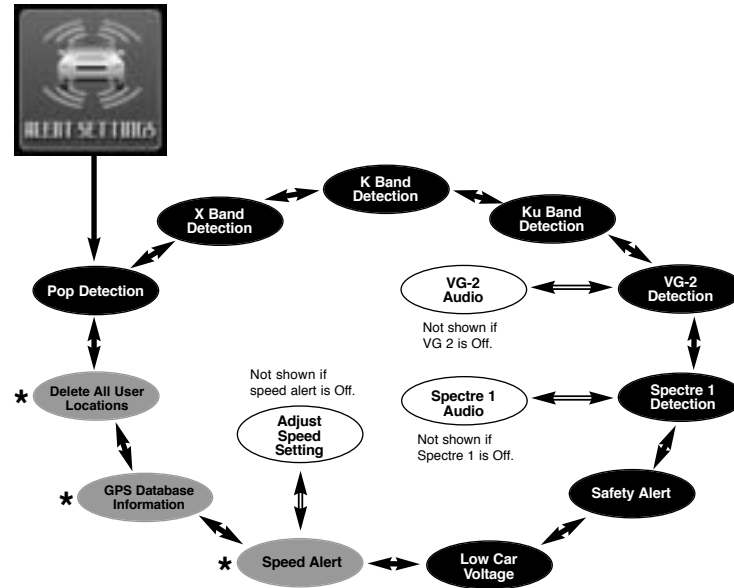 ALERT SETTINGS
K Band
Detection
X Band
Detection
Ku Band
Detection
Pop Detection
VG-2
Audio
VG-2
Detection
Not shown if
VG 2 is Off.
Not shown if
speed alert is Off.
* Delete All User
Locations
Spectre 1
Audio
Spectre 1
Detection
Adjust
Speed
Setting
Not shown if
Spectre 1 is Off.
* GPS Database
Information
Safety Alert
* Speed Alert
Low Car
Voltage